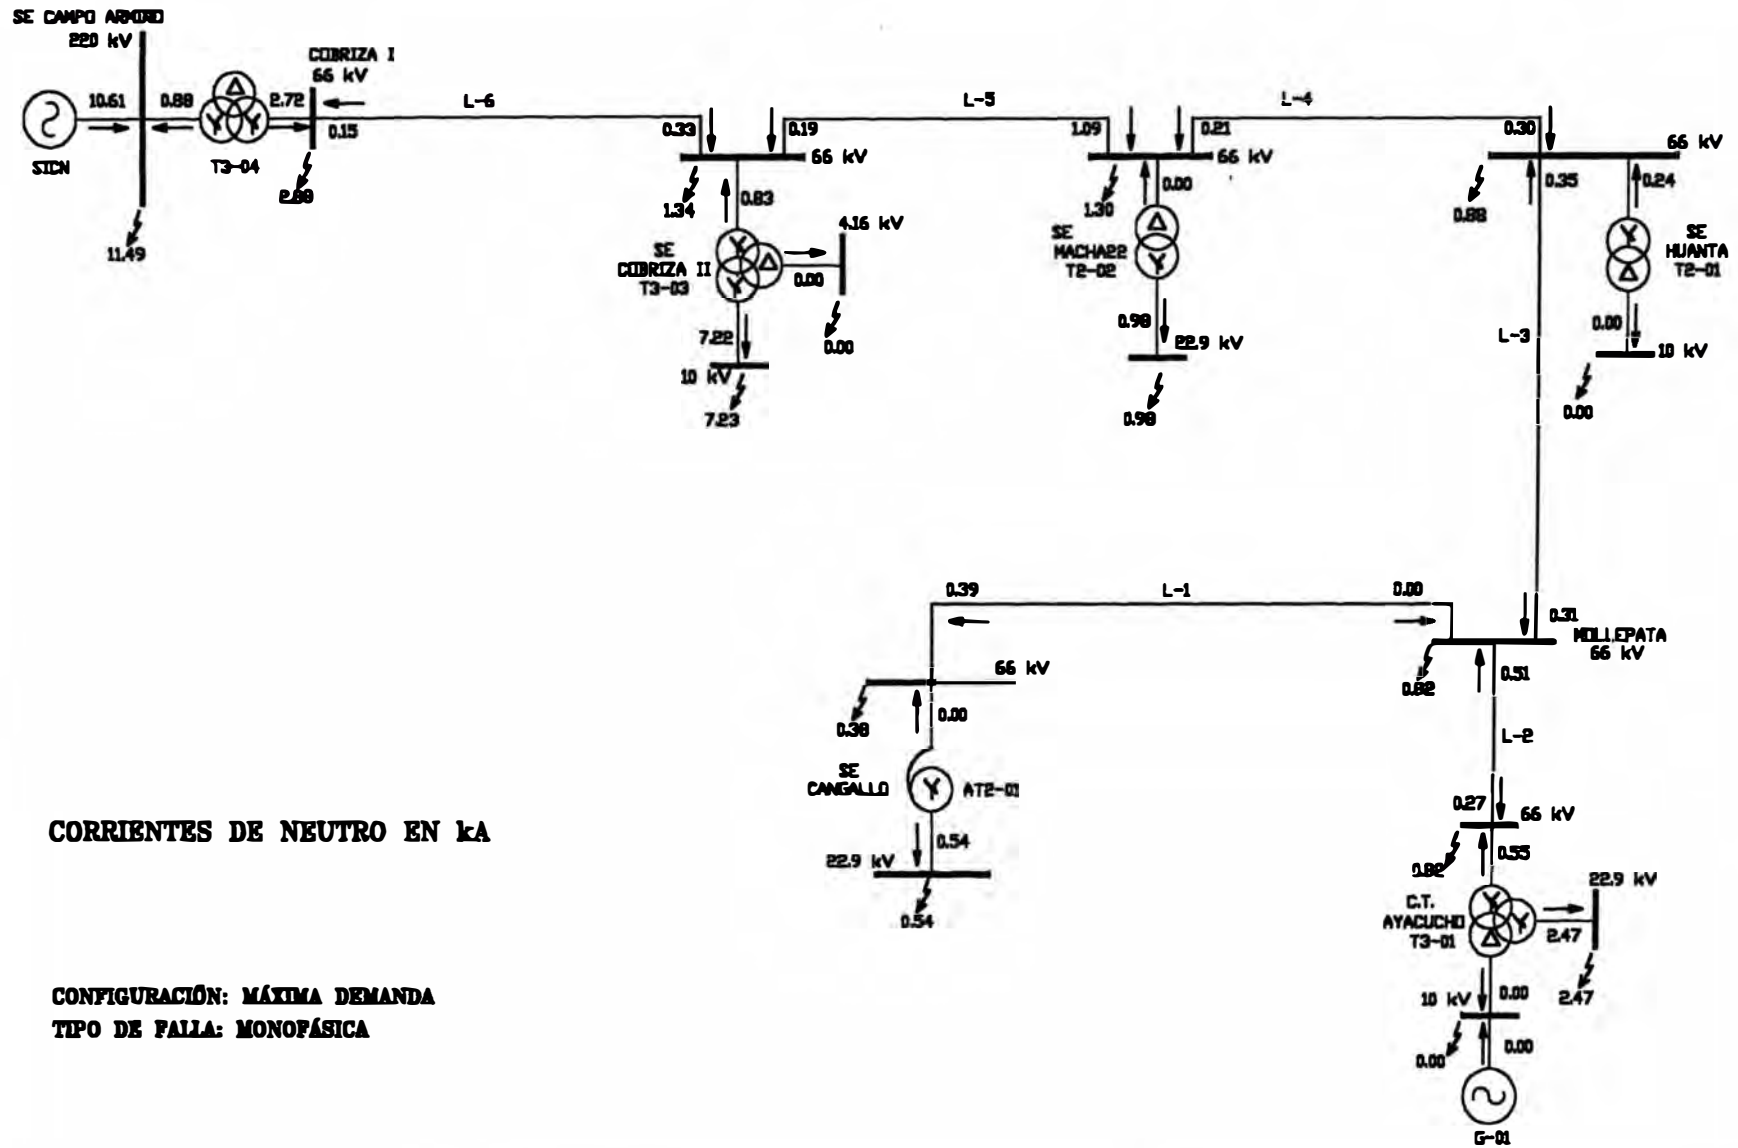 SE CAMPO ARMIÑO
220 kV
10.61
0.88
2.72
COBRIZA I
66 kV
0.15
SICN
T3-04
2.88
11.49
L-6
0.33
0.19
66 kV
1.34
0.83
4.16 kV
SE
COBRIZA II
T3-03
0.00
0.00
7.22
10 kV
7.23
L-5
1.09
0.21
66 kV
1.30
0.00
SE
MACHA22
T2-02
0.98
22.9 kV
0.98
L-4
0.30
66 kV
0.35
0.24
0.88
SE
HUANTA
T2-01
0.00
10 kV
0.00
L-3
0.39
L-1
0.00
0.31
MOLLEPATA
66 kV
0.82
0.51
66 kV
0.38
0.00
SE
CANGALLO
AT2-01
22.9 kV
0.54
0.54
L-2
0.27
66 kV
0.82
0.55
22.9 kV
C.T.
AYACUCHO
T3-01
2.47
2.47
10 kV
0.00
0.00
0.00
G-01
CORRIENTES DE NEUTRO EN kA
CONFIGURACIÓN: MÁXIMA DEMANDA
TIPO DE FALLA: MONOFÁSICA